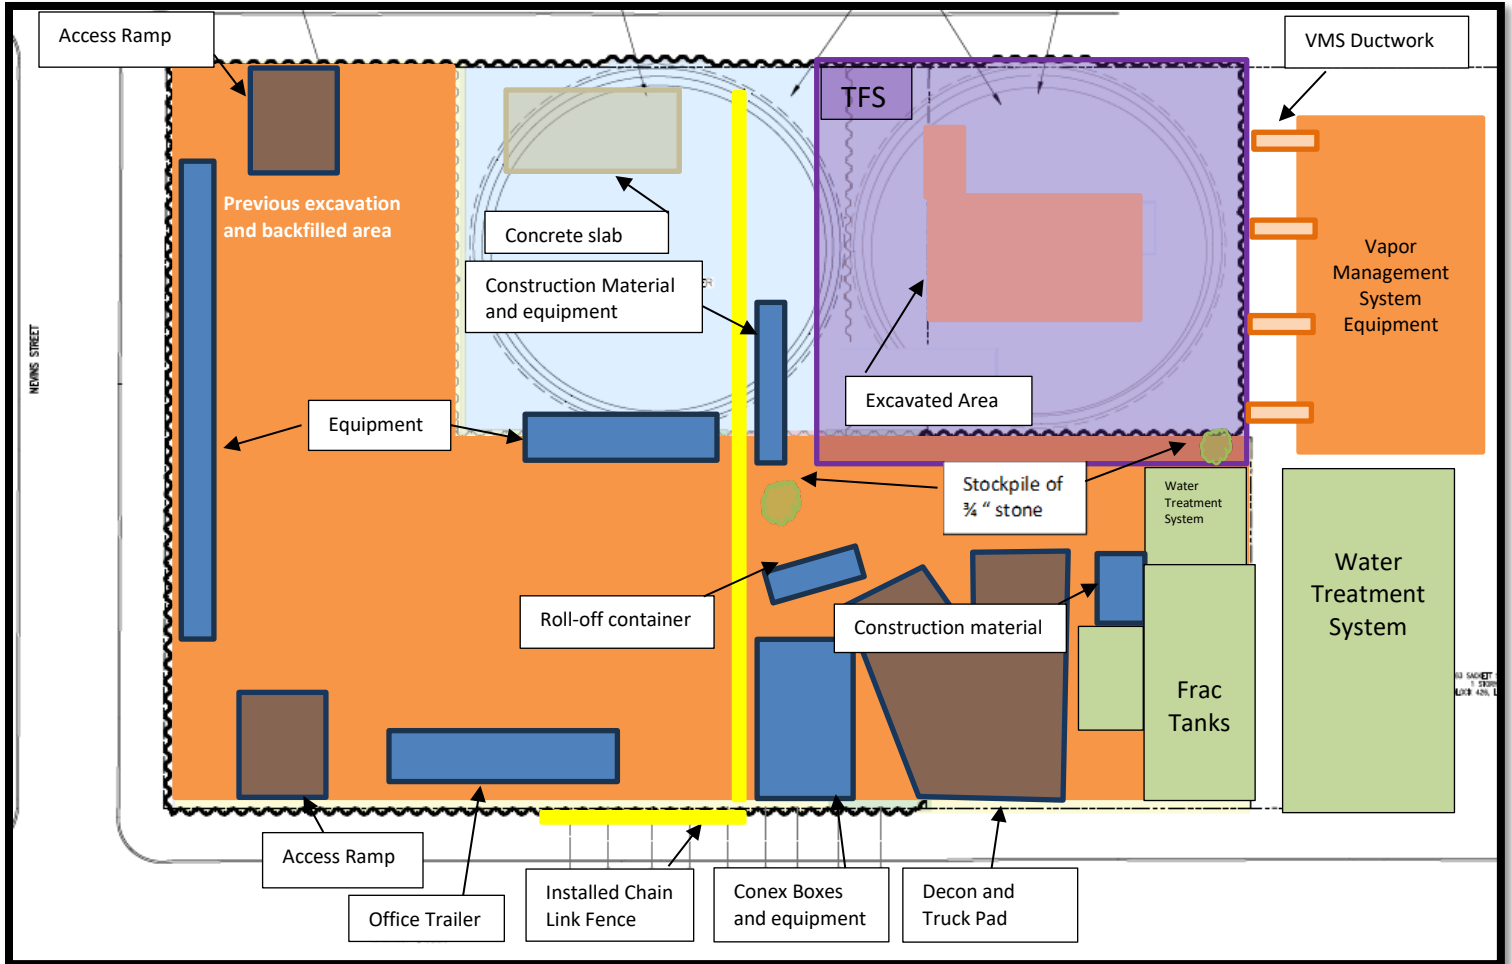 Access Ramp
VMS Ductwork
TFS
Previous excavation
and backfilled area
Concrete slab
Construction Material
and equipment
Vapor
Management
System
Equipment
NEVINS STREET
Excavated Area
Equipment
Stockpile of
¾ “ stone
Water
Treatment
System
Water
Treatment
System
Roll-off container
Construction material
Frac
Tanks
Access Ramp
Office Trailer
Installed Chain
Link Fence
Conex Boxes
and equipment
Decon and
Truck Pad